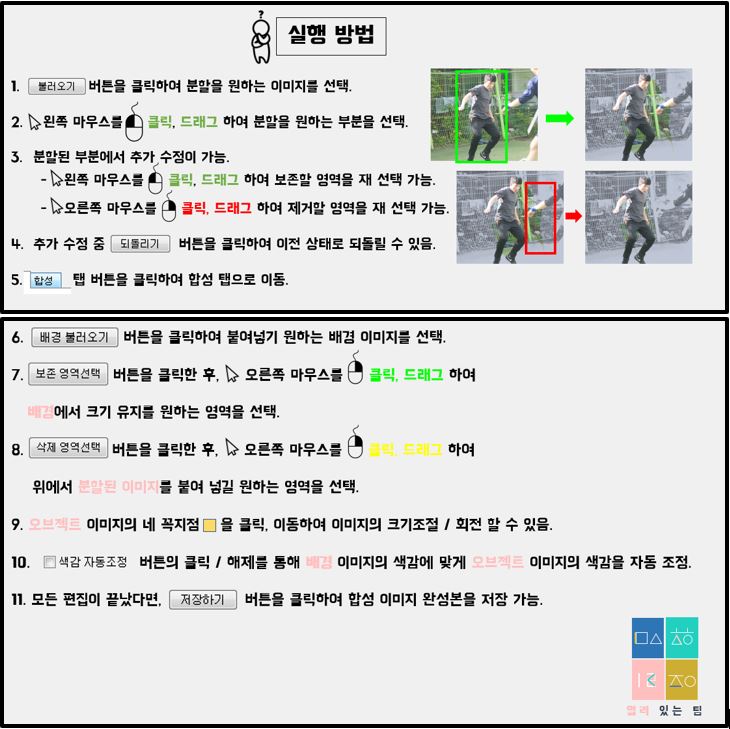 실행 방법
1. 불러오기 버튼을 클릭하여 분할을 원하는 이미지를 선택.
2. 왼쪽 마우스를 클릭, 드래그 하여 분할을 원하는 부분을 선택.
3. 분할된 부분에서 추가 수정이 가능.
- 왼쪽 마우스를 클릭, 드래그 하여 보존할 영역을 재 선택 가능.
- 오른쪽 마우스를 클릭, 드래그 하여 제거할 영역을 재 선택 가능.
4. 추가 수정 중 되돌리기 버튼을 클릭하여 이전 상태로 되돌릴 수 있음.
5. 합성 탭 버튼을 클릭하여 합성 탭으로 이동.
6. 배경 불러오기 버튼을 클릭하여 붙여넣기 원하는 배경 이미지를 선택.
7. 보존 영역선택 버튼을 클릭한 후, 오른쪽 마우스를 클릭, 드래그 하여
배경에서 크기 유지를 원하는 영역을 선택.
8. 삭제 영역선택 버튼을 클릭한 후, 오른쪽 마우스를 클릭, 드래그 하여
위에서 분할된 이미지를 붙여 넣길 원하는 영역을 선택.
9. 오브젝트 이미지의 네 꼭지점 을 클릭, 이동하여 이미지의 크기조절 / 회전 할 수 있음.
10. 색감 자동조정 버튼의 클릭 / 해제를 통해 배경 이미지의 색감에 맞게 오브젝트 이미지의 색감을 자동 조정.
11. 모든 편집이 끝났다면, 저장하기 버튼을 클릭하여 합성 이미지 완성본을 저장 가능.
있는 팀